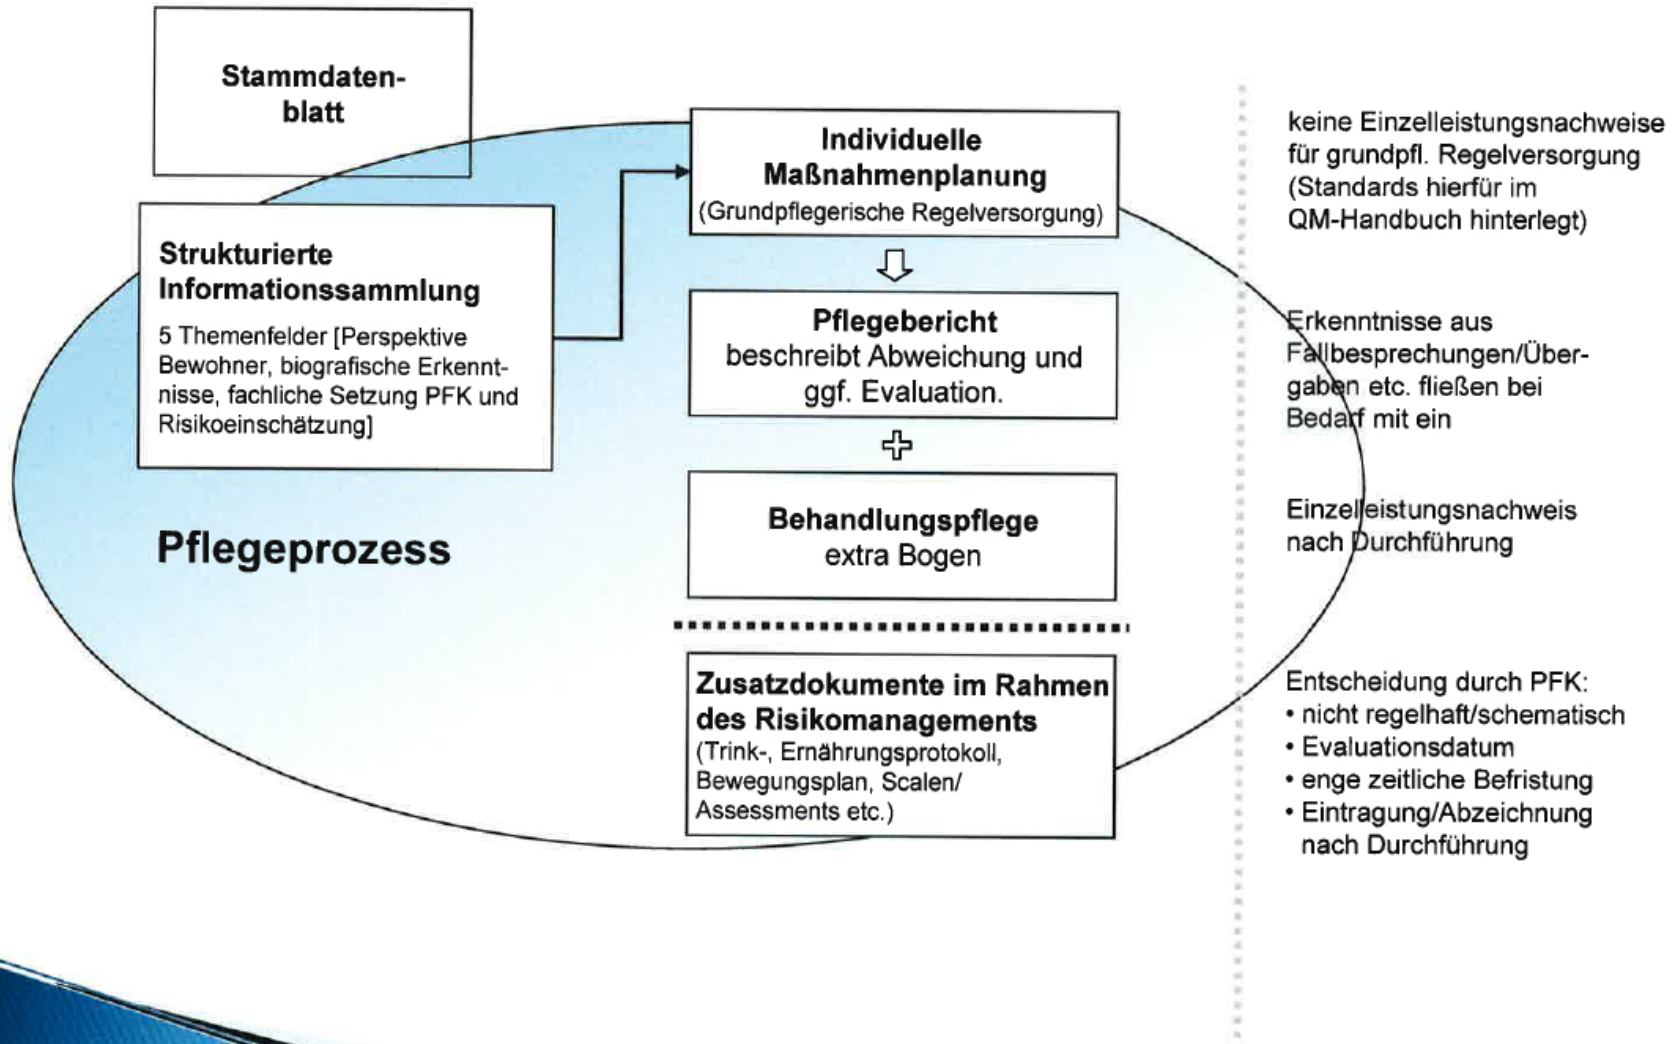 Stammdaten-
blatt
Strukturierte
Informationssammlung
5 Themenfelder [Perspektive
Bewohner, biografische Erkennt-
nisse, fachliche Setzung PFK und
Risikoeinschätzung]
Pflegeprozess
Individuelle
Maßnahmenplanung
(Grundpflegerische Regelversorgung)
Pflegebericht
beschreibt Abweichung und
ggf. Evaluation.
Behandlungspflege
extra Bogen
Zusatzdokumente im Rahmen
des Risikomanagements
(Trink-, Ernährungsprotokoll,
Bewegungsplan, Scalen/
Assessments etc.)
keine Einzelleistungsnachweise
für grundpfl. Regelversorgung
(Standards hierfür im
QM-Handbuch hinterlegt)
Erkenntnisse aus
Fallbesprechungen/Über-
gaben etc. fließen bei
Bedarf mit ein
Einzelleistungsnachweis
nach Durchführung
Entscheidung durch PFK:
• nicht regelhaft/schematisch
• Evaluationsdatum
• enge zeitliche Befristung
• Eintragung/Abzeichnung
nach Durchführung